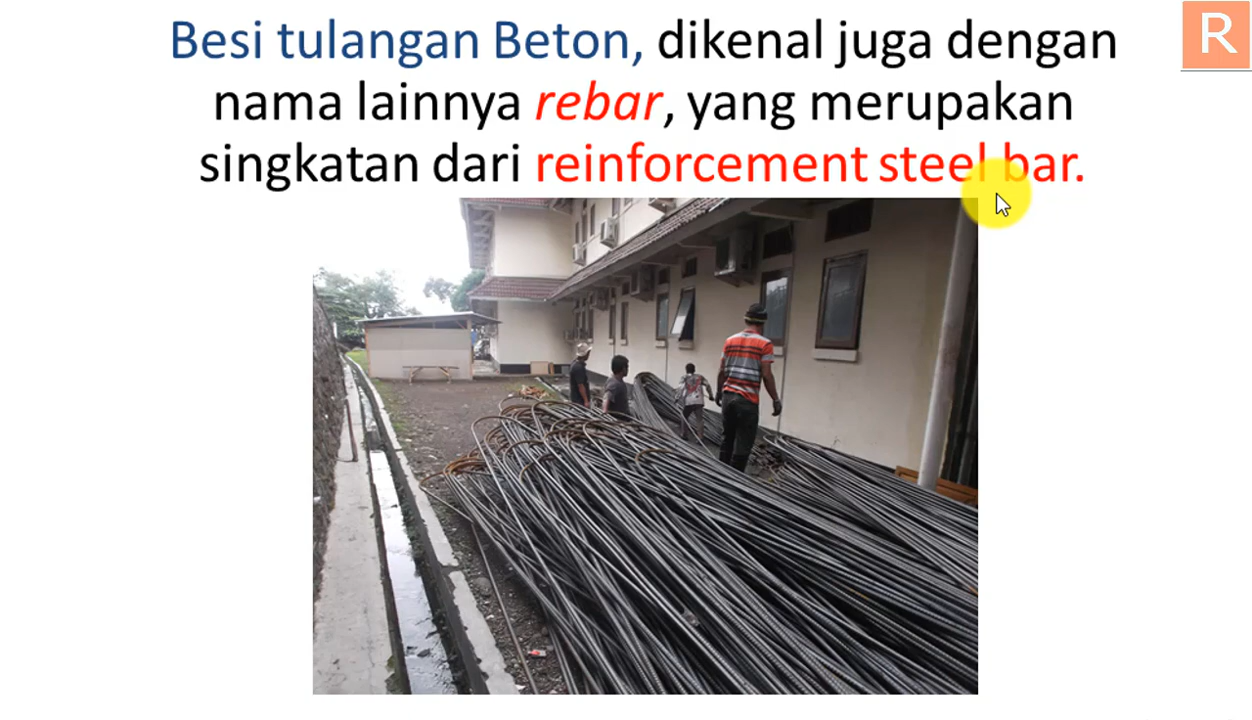 Besi tulangan Beton, dikenal juga dengan
nama lainnya rebar, yang merupakan
singkatan dari reinforcement steel bar.
R